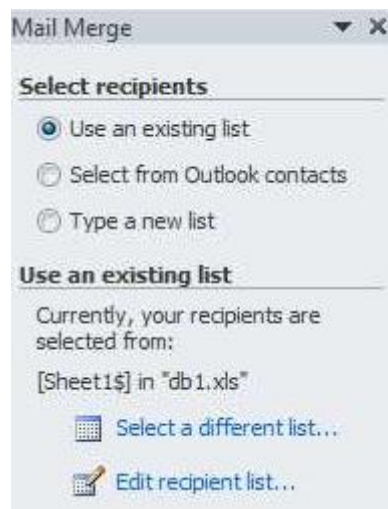 Mail Merge
Select recipients
Use an existing list
Select from Outlook contacts
Type a new list
Use an existing list
Currently, your recipients are
selected from:
[Sheet1$] in "db1.xls"
Select a different list...
Edit recipient list...